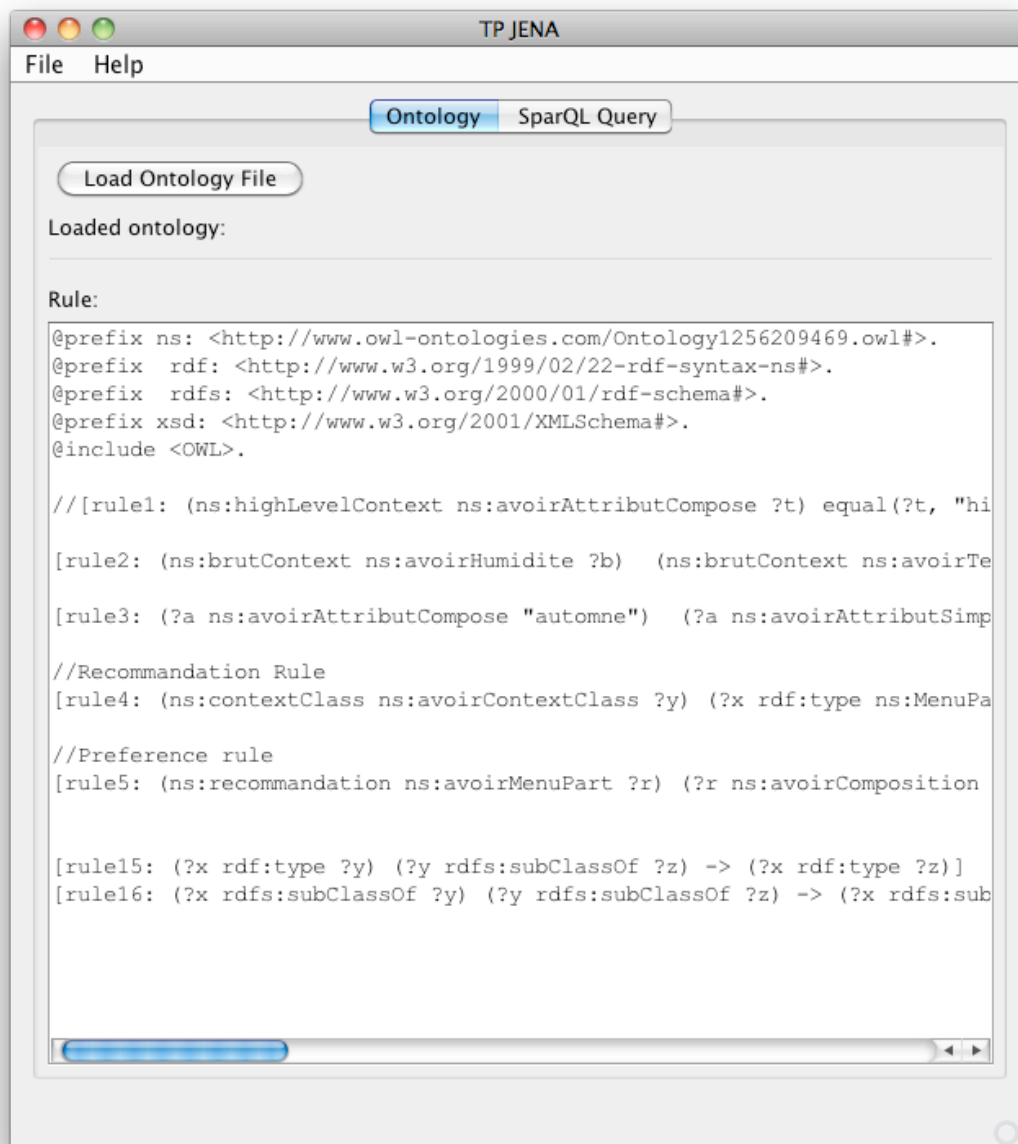 TP JENA
File Help
Ontology SparQL Query
Load Ontology File
Loaded ontology:
Rule:
@prefix ns: <http://www.owl-ontologies.com/Ontology1256209469.owl#>.
@prefix  rdf: <http://www.w3.org/1999/02/22-rdf-syntax-ns#>.
@prefix  rdfs: <http://www.w3.org/2000/01/rdf-schema#>.
@prefix xsd: <http://www.w3.org/2001/XMLSchema#>.
@include <OWL>.
//[rule1: (ns:highLevelContext ns:avoirAttributCompose ?t) equal(?t, "hi
[rule2: (ns:brutContext ns:avoirHumidite ?b)  (ns:brutContext ns:avoirTe
[rule3: (?a ns:avoirAttributCompose "automne")  (?a ns:avoirAttributSimp
//Recommandation Rule
[rule4: (ns:contextClass ns:avoirContextClass ?y) (?x rdf:type ns:MenuPa
//Preference rule
[rule5: (ns:recommandation ns:avoirMenuPart ?r) (?r ns:avoirComposition
[rule15: (?x rdf:type ?y) (?y rdfs:subClassOf ?z) -> (?x rdf:type ?z)]
[rule16: (?x rdfs:subClassOf ?y) (?y rdfs:subClassOf ?z) -> (?x rdfs:sub